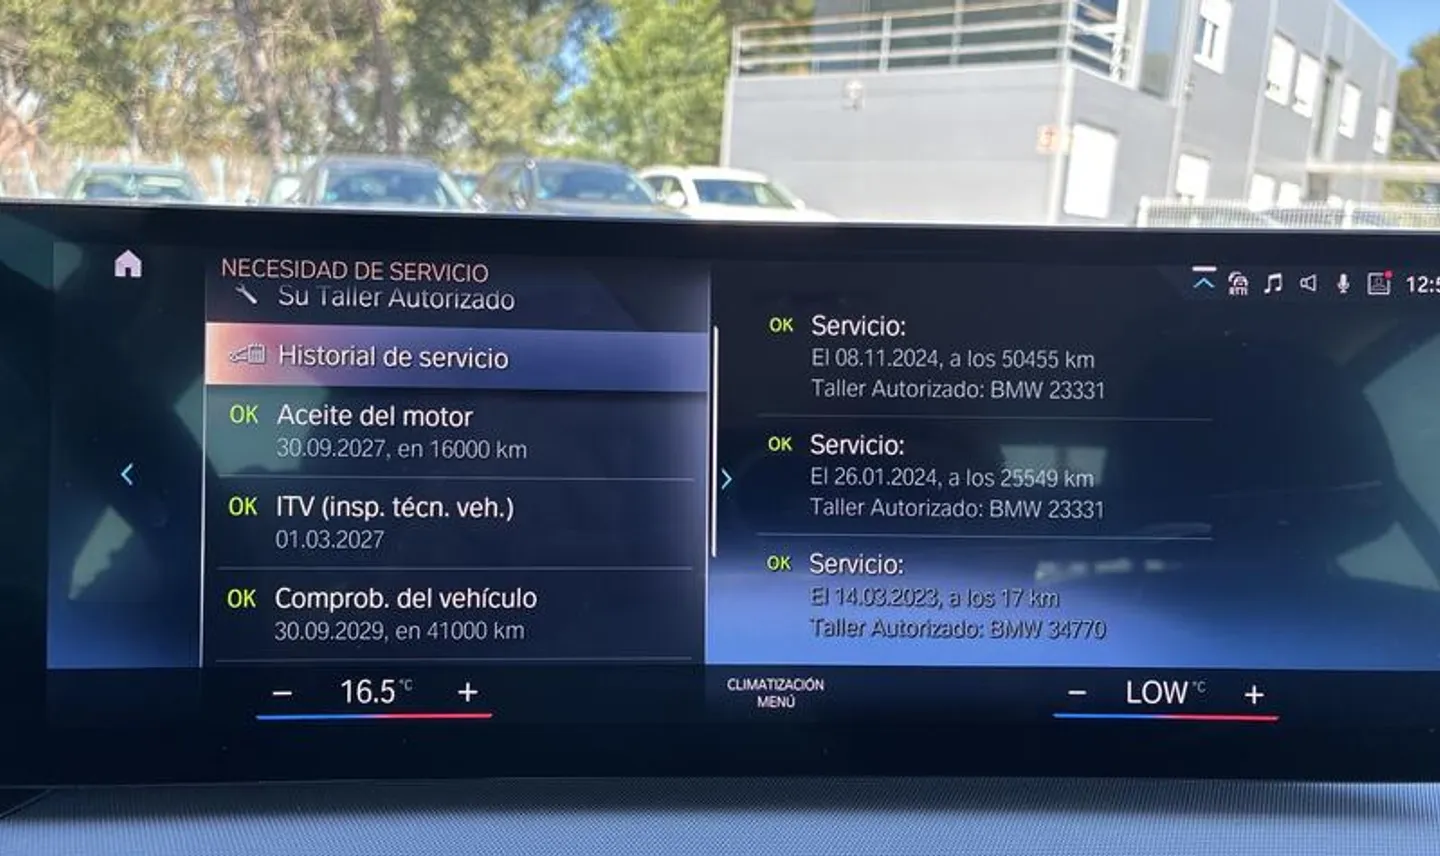 NECESIDAD DE SERVICIO
Su Taller Autorizado
Historial de servicio
OK Aceite del motor
30.09.2027, en 16000 km
OK ITV (insp. técn. veh.)
01.03.2027
OK Comprob. del vehículo
30.09.2029, en 41000 km
OK Servicio:
El 08.11.2024, a los 50455 km
Taller Autorizado: BMW 23331
OK Servicio:
El 26.01.2024, a los 25549 km
Taller Autorizado: BMW 23331
OK Servicio:
El 14.03.2023, a los 17 km
Taller Autorizado: BMW 34770
16.5 °C
CLIMATIZACIÓN
MENÚ
LOW °C